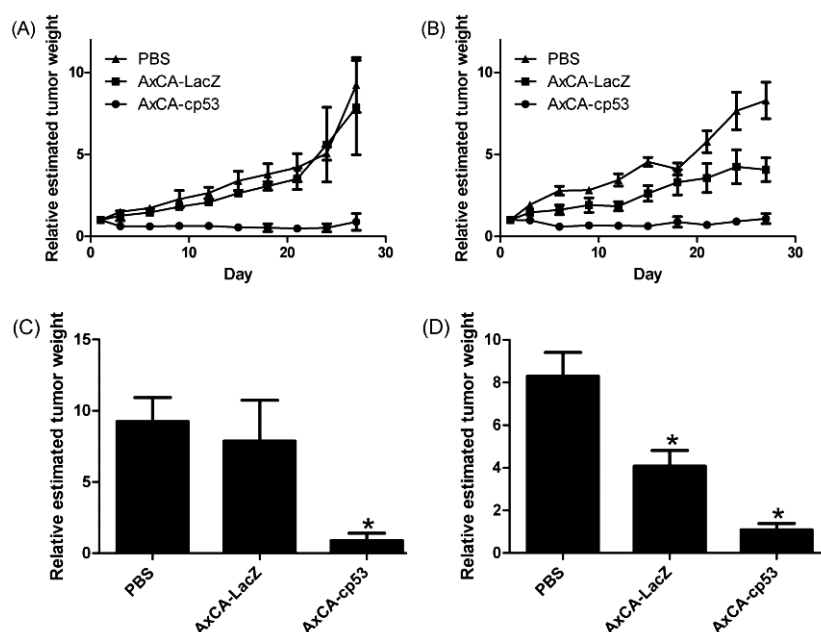 (A)
PBS
AxCA-LacZ
AxCA-cp53
Relative estimated tumor weight
10
5
0
0
10
20
30
Day
(B)
PBS
AxCA-LacZ
AxCA-cp53
Relative estimated tumor weight
10
5
0
0
10
20
30
Day
(C)
Relative estimated tumor weight
15
10
5
0
*
PBS
AxCA-LacZ
AxCA-cp53
(D)
Relative estimated tumor weight
10
8
6
4
2
0
*
*
PBS
AxCA-LacZ
AxCA-cp53